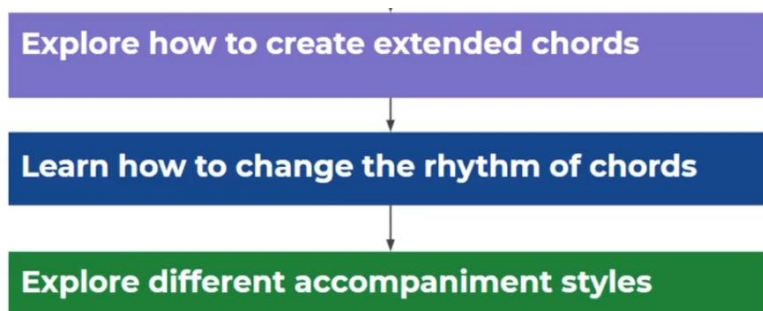 Explore how to create extended chords
Learn how to change the rhythm of chords
Explore different accompaniment styles